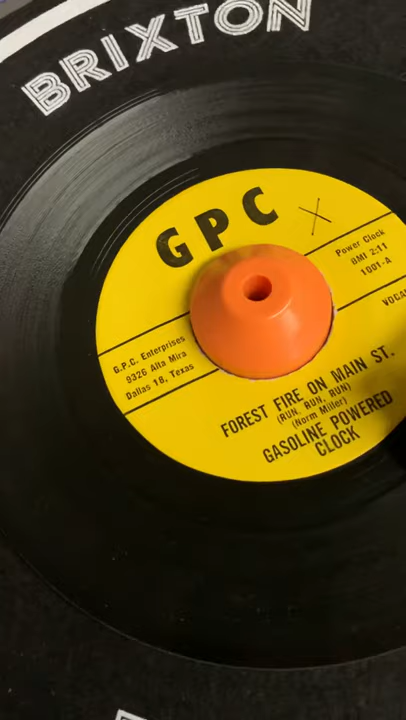 BRIXTON
GPC
X
Power Clock
BMI 2:11
1001-A
G.P.C. Enterprises
9326 Alta Mira
Dallas 18, Texas
FOREST FIRE ON MAIN ST.
(RUN, RUN, RUN)
(Norm Miller)
GASOLINE POWERED
CLOCK